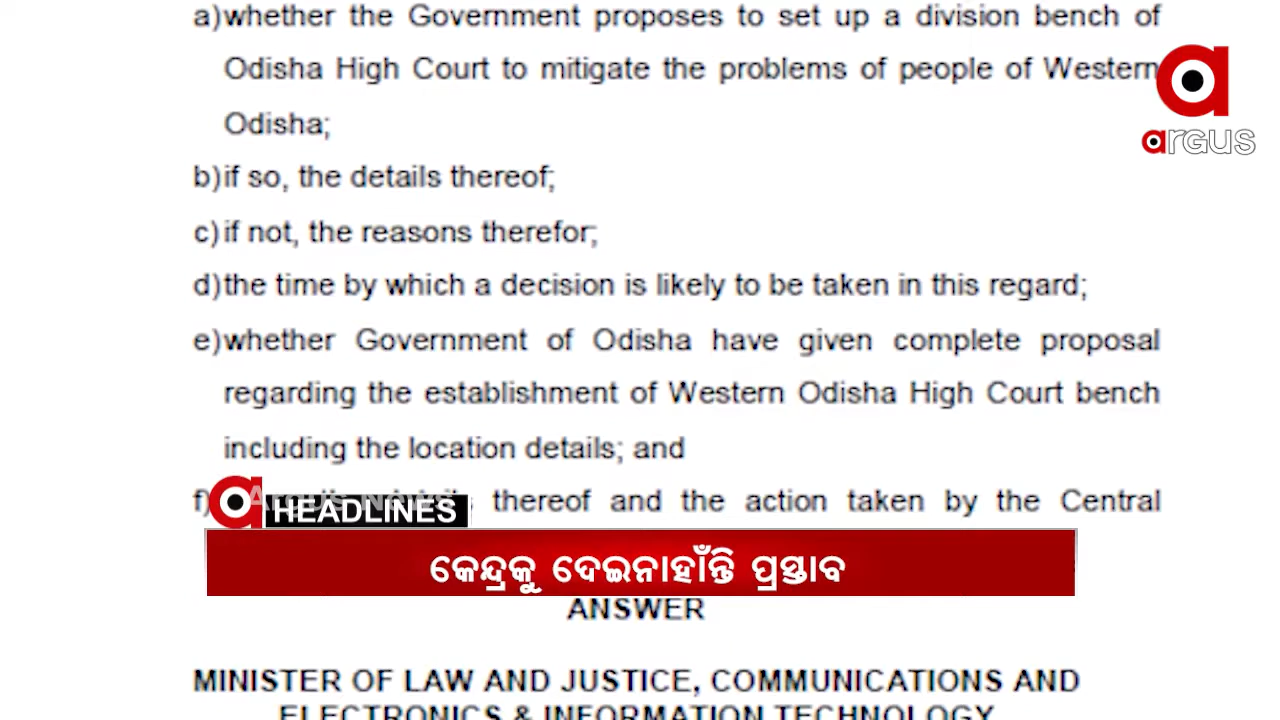 a) whether the Government proposes to set up a division bench of
Odisha High Court to mitigate the problems of people of Western
Odisha;
argus
b) if so, the details thereof;
c) if not, the reasons therefor;
d) the time by which a decision is likely to be taken in this regard;
e) whether Government of Odisha have given complete proposal
regarding the establishment of Western Odisha High Court bench
including the location details; and
f) thereof and the action taken by the Central
HEADLINES
କେନ୍ଦ୍ରକୁ ଦେଇନାହାଁନ୍ତି ପ୍ରସ୍ତାବ
ANSWER
MINISTER OF LAW AND JUSTICE, COMMUNICATIONS AND
ELECTRONICS & INFORMATION TECHNOLOGY